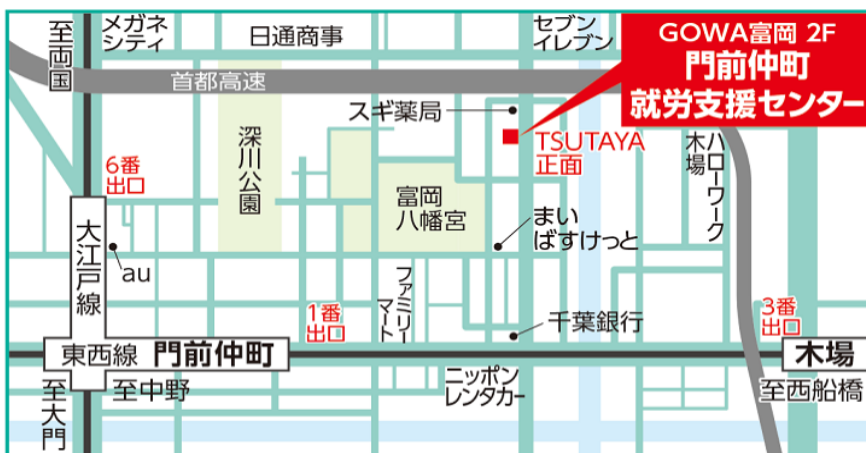 至両国
メガネ
シティ
日通商事
セブン
イレブン
GOWA富岡 2F
門前仲町
就労支援センター
首都高速
スギ薬局
TSUTAYA
正面
ハローワーク
木場
深川公園
6番
出口
富岡
八幡宮
まい
ばすけっと
大江戸線
au
ファミリー
マート
1番
出口
千葉銀行
3番
出口
東西線 門前仲町
木場
至大門
至中野
ニッポン
レンタカー
至西船橋